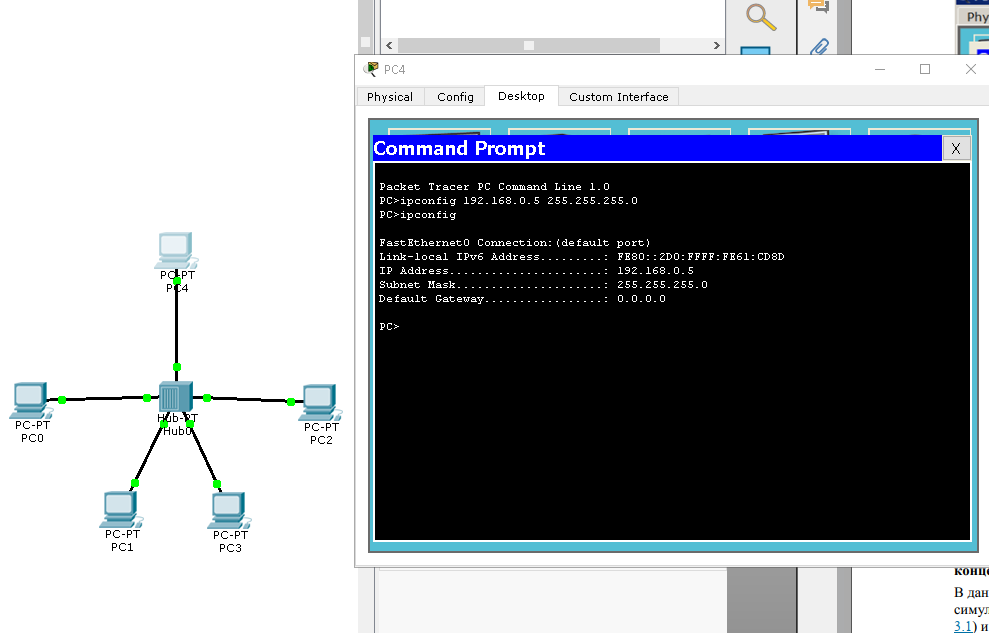 Phy
PC4
Physical
Config
Desktop
Custom Interface
Command Prompt
X
Packet Tracer PC Command Line 1.0
PC>ipconfig 192.168.0.5 255.255.255.0
PC>ipconfig
FastEthernet0 Connection:(default port)
Link-local IPv6 Address.........: FE80::2D0:FFFF:FE61:CD8D
IP Address......................: 192.168.0.5
Subnet Mask.....................: 255.255.255.0
Default Gateway.................: 0.0.0.0
PC>
PC-PT
PC4
PC-PT
PC0
Hub-PT
Hub0
PC-PT
PC2
PC-PT
PC1
PC-PT
PC3
конце
В дан
симул
3.1) и